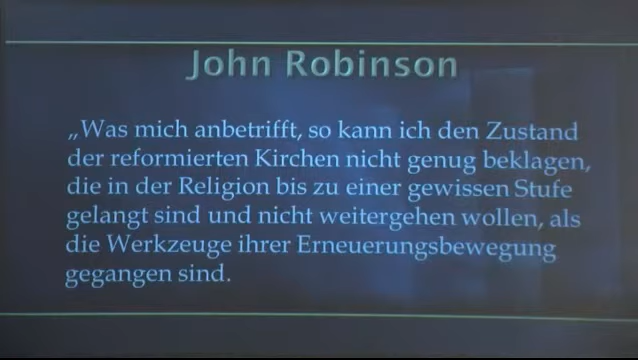 John Robinson
„Was mich anbetrifft, so kann ich den Zustand
der reformierten Kirchen nicht genug beklagen,
die in der Religion bis zu einer gewissen Stufe
gelangt sind und nicht weitergehen wollen, als
die Werkzeuge ihrer Erneuerungsbewegung
gegangen sind.